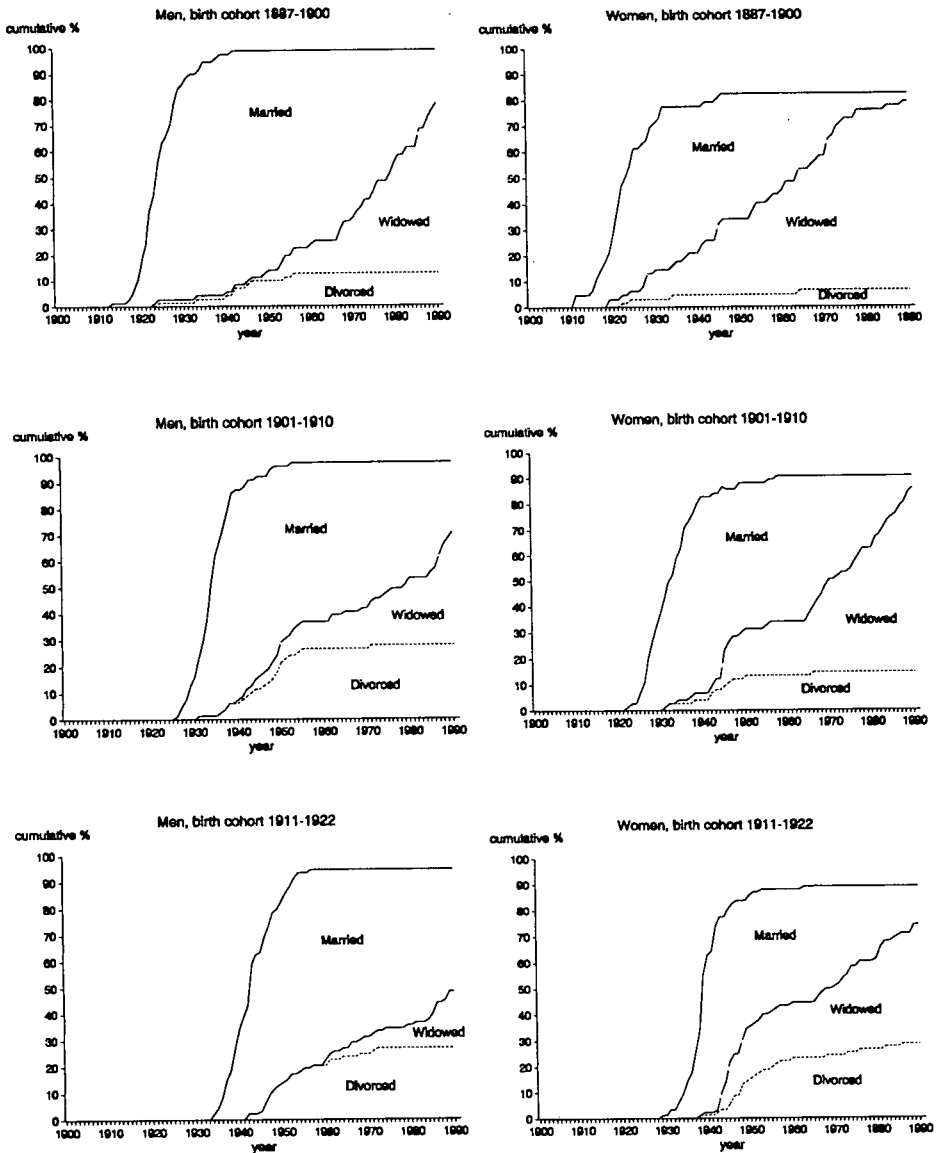 Men, birth cohort 1887-1900
cumulative %
100
90
80
70
60
50
40
30
20
10
0
Married
Widowed
Divorced
1900 1910 1920 1930 1940 1950 1960 1970 1980 1990
year
Women, birth cohort 1887-1900
cumulative %
100
90
80
70
60
50
40
30
20
10
0
Married
Widowed
Divorced
1900 1910 1920 1930 1940 1950 1960 1970 1980 1990
year
Men, birth cohort 1901-1910
cumulative %
100
90
80
70
60
50
40
30
20
10
0
Married
Widowed
Divorced
1900 1910 1920 1930 1940 1950 1960 1970 1980 1990
year
Women, birth cohort 1901-1910
cumulative %
100
90
80
70
60
50
40
30
20
10
0
Married
Widowed
Divorced
1900 1910 1920 1930 1940 1950 1960 1970 1980 1990
year
Men, birth cohort 1911-1922
cumulative %
100
90
80
70
60
50
40
30
20
10
0
Married
Widowed
Divorced
1900 1910 1920 1930 1940 1950 1960 1970 1980 1990
year
Women, birth cohort 1911-1922
cumulative %
100
90
80
70
60
50
40
30
20
10
0
Married
Widowed
Divorced
1900 1910 1920 1930 1940 1950 1960 1970 1980 1990
year